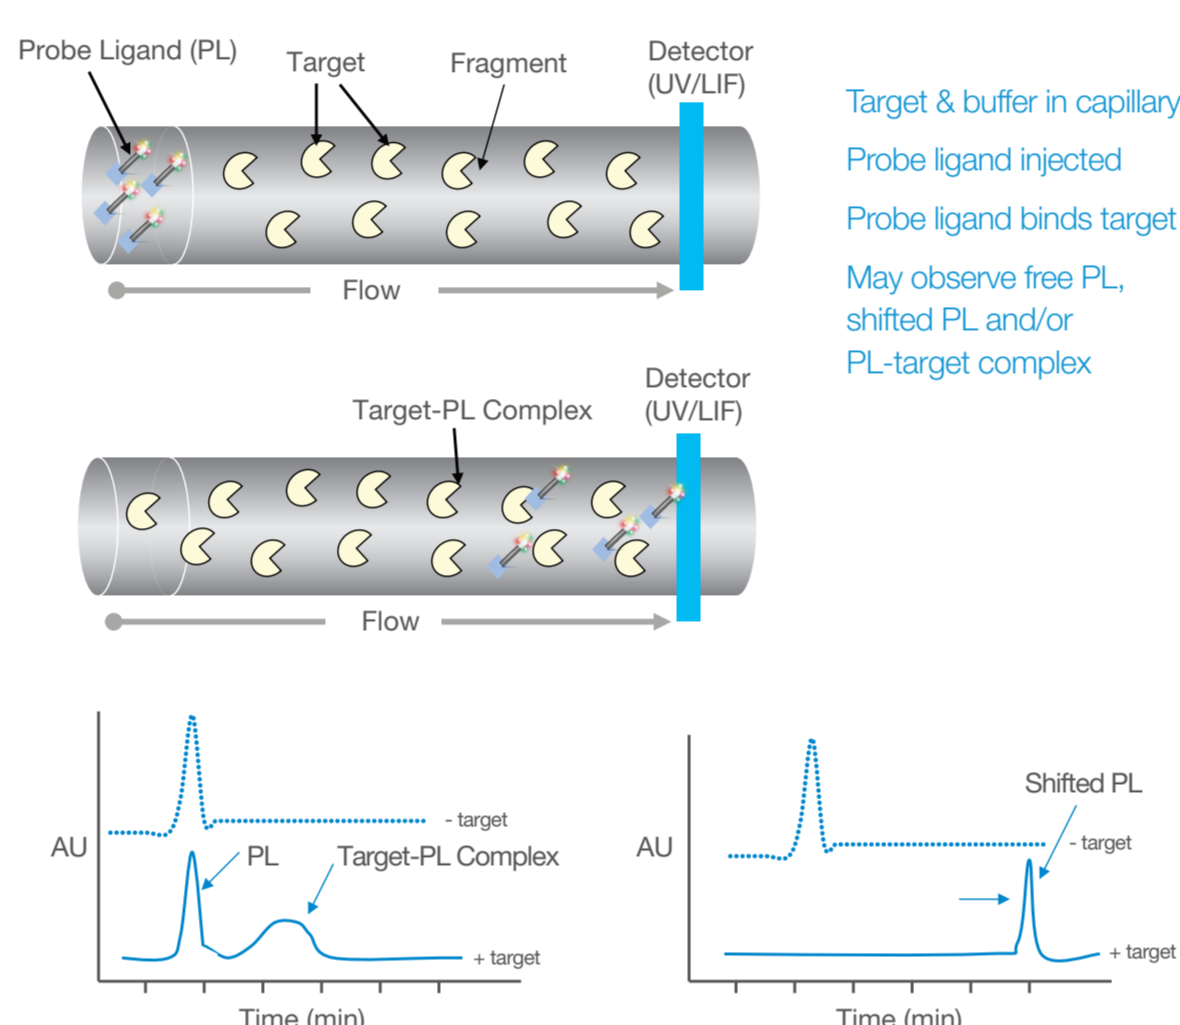 Probe Ligand (PL)
Target
Fragment
Detector
(UV/LIF)
Target & buffer in capillary
Probe ligand injected
Probe ligand binds target
May observe free PL,
shifted PL and/or
PL-target complex
Flow
Target-PL Complex
Detector
(UV/LIF)
Flow
AU
- target
PL
Target-PL Complex
+ target
Time (min)
AU
Shifted PL
- target
+ target
Time (min)